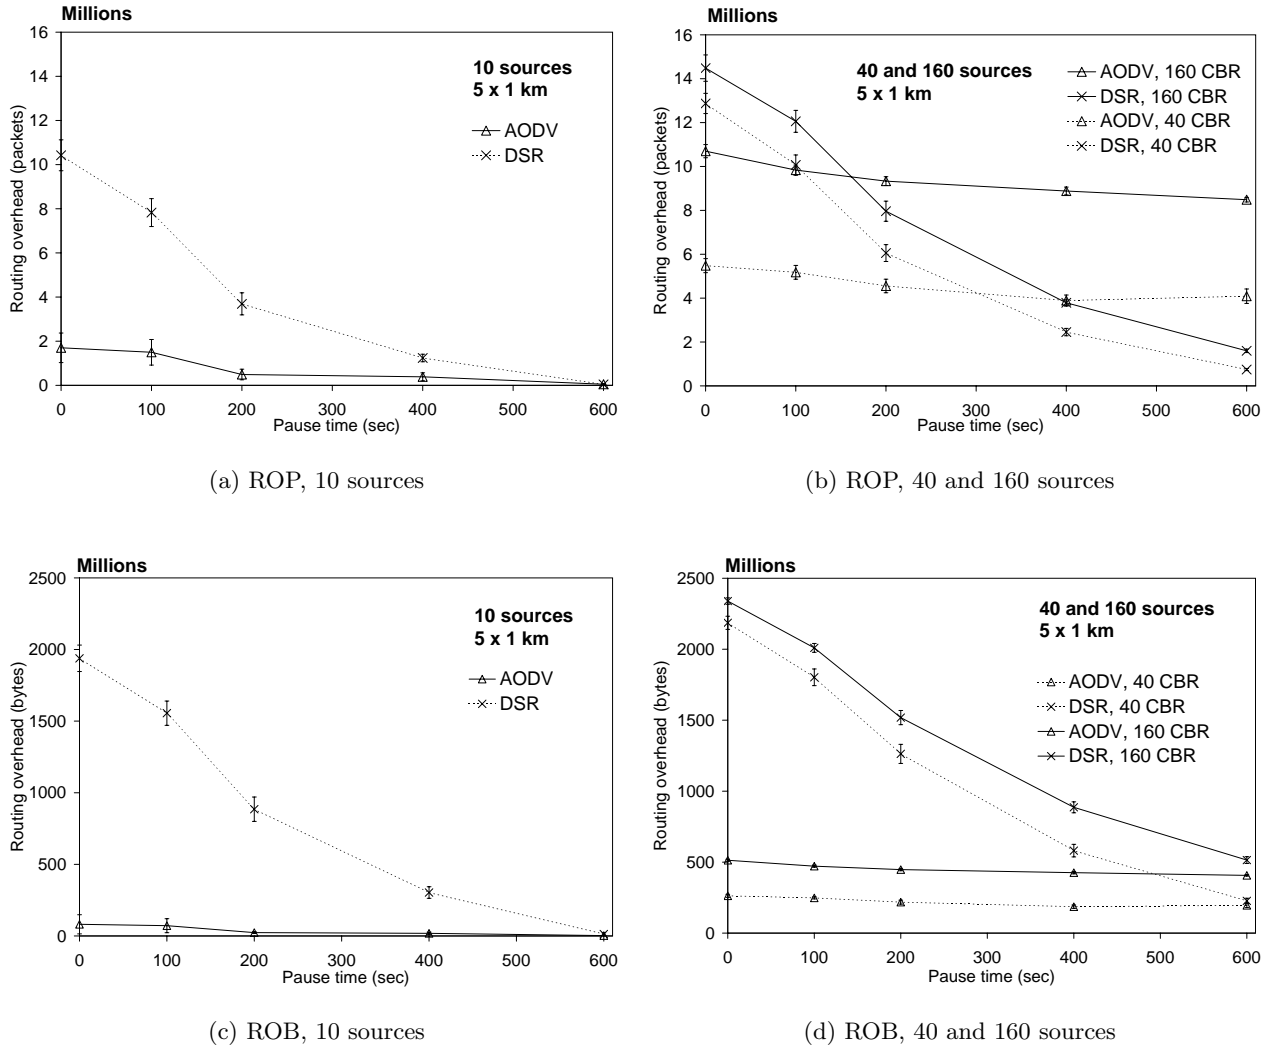 Millions
16
14
12
10
8
6
4
2
0
Routing overhead (packets)
10 sources
5 x 1 km
AODV
DSR
0 100 200 300 400 500 600
Pause time (sec)
(a) ROP, 10 sources
Millions
16
14
12
10
8
6
4
2
0
Routing overhead (packets)
40 and 160 sources
5 x 1 km
AODV, 160 CBR
DSR, 160 CBR
AODV, 40 CBR
DSR, 40 CBR
0 100 200 300 400 500 600
Pause time (sec)
(b) ROP, 40 and 160 sources
Millions
2500
2000
1500
1000
500
0
Routing overhead (bytes)
10 sources
5 x 1 km
AODV
DSR
0 100 200 300 400 500 600
Pause time (sec)
(c) ROB, 10 sources
Millions
2500
2000
1500
1000
500
0
Routing overhead (bytes)
40 and 160 sources
5 x 1 km
AODV, 40 CBR
DSR, 40 CBR
AODV, 160 CBR
DSR, 160 CBR
0 100 200 300 400 500 600
Pause time (sec)
(d) ROB, 40 and 160 sources